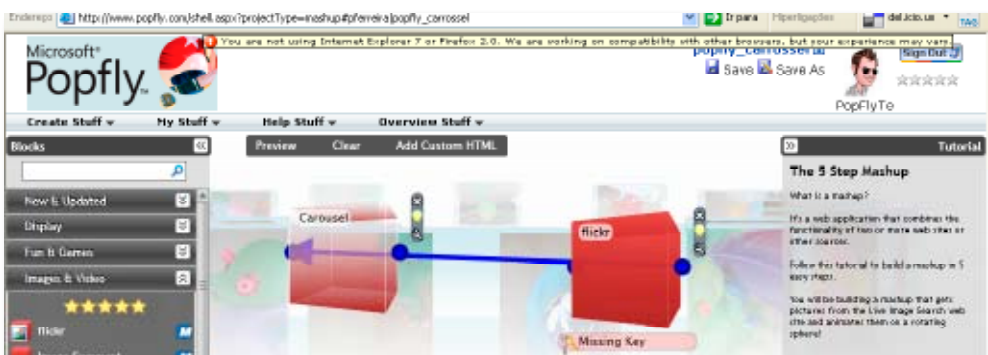 Endereço http://www.popfly.com/shell.aspx?projectType=mashup#pferreira|popfly_carrossel Ir para Hiperligações del.icio.us TAG
You are not using Internet Explorer 7 or Firefox 2.0. We are working on compatibility with other browsers, but your experience may vary.
Microsoft®
Popfly™
popfly_carrossel
Sign Out
Save Save As
PopFlyTe
Create Stuff My Stuff Help Stuff Overview Stuff
Blocks
Preview Clear Add Custom HTML
Tutorial
New & Updated
Display
Fun & Games
Images & Video
flickr
Carousel
flickr
Missing Key
The 5 Step Mashup
What is a mashup?
It's a web application that combines the
functionality of two or more web sites or
other sources.
Follow this tutorial to build a mashup in 5
easy steps.
You will be building a mashup that gets
pictures from the Live Image Search web
site and animates them on a rotating
sphere!